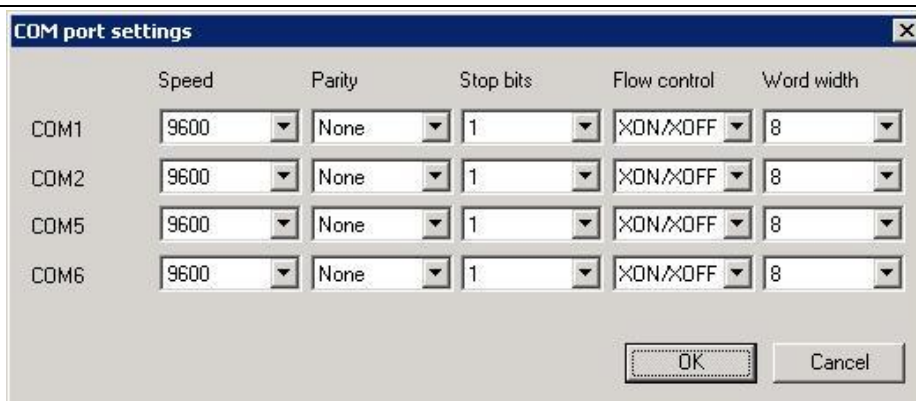 COM port settings
Speed Parity Stop bits Flow control Word width
COM1 9600 None 1 XON/XOFF 8
COM2 9600 None 1 XON/XOFF 8
COM5 9600 None 1 XON/XOFF 8
COM6 9600 None 1 XON/XOFF 8
OK Cancel